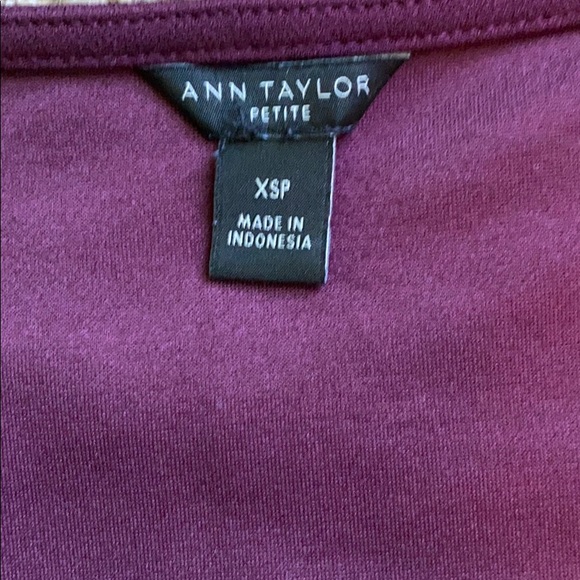 ANN TAYLOR
PETITE
XSP
MADE IN
INDONESIA